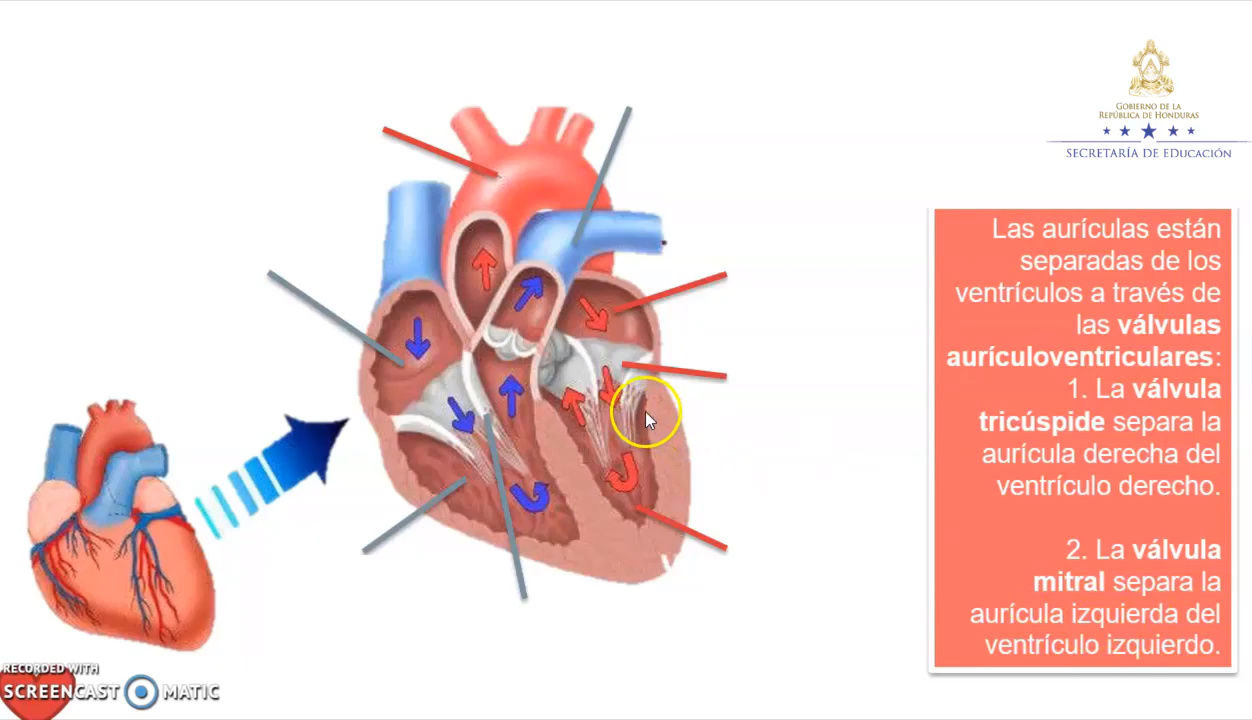 GOBIERNO DE LA
REPÚBLICA DE HONDURAS
SECRETARÍA DE EDUCACIÓN
Las aurículas están
separadas de los
ventrículos a través de
las válvulas
aurículoventriculares:
1. La válvula
tricúspide separa la
aurícula derecha del
ventrículo derecho.
2. La válvula
mitral separa la
aurícula izquierda del
ventrículo izquierdo.
RECORDED WITH
SCREENCAST MATIC